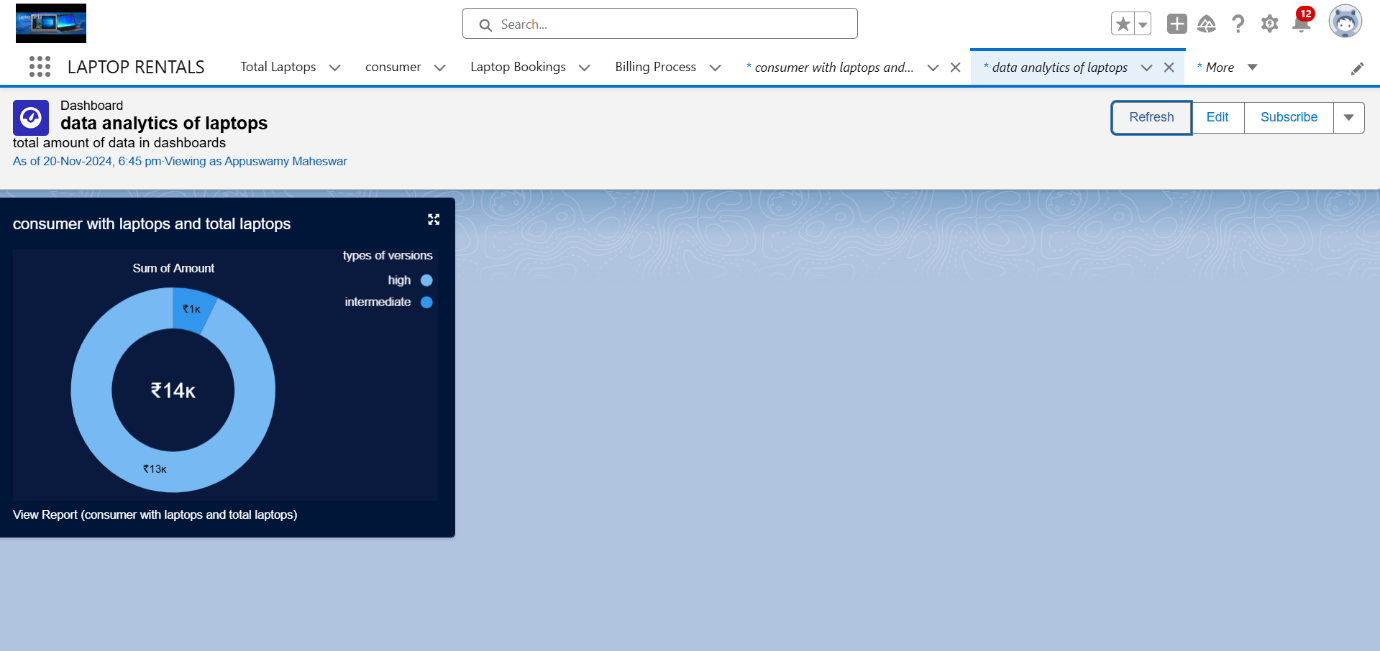 Search...
12
LAPTOP RENTALS
Total Laptops
consumer
Laptop Bookings
Billing Process
* consumer with laptops and...
* data analytics of laptops
* More
Dashboard
data analytics of laptops
total amount of data in dashboards
As of 20-Nov-2024, 6:45 pm·Viewing as Appuswamy Maheswar
Refresh
Edit
Subscribe
consumer with laptops and total laptops
types of versions
high
intermediate
Sum of Amount
₹1K
₹14K
₹13K
View Report (consumer with laptops and total laptops)